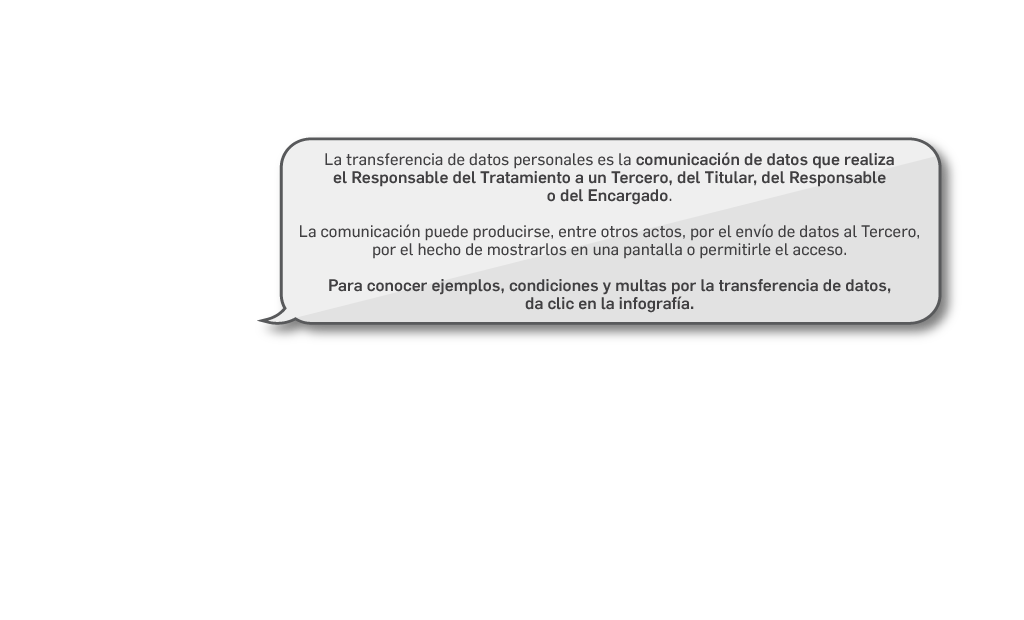 La transferencia de datos personales es la comunicación de datos que realiza
el Responsable del Tratamiento a un Tercero, del Titular, del Responsable
o del Encargado.
La comunicación puede producirse, entre otros actos, por el envío de datos al Tercero,
por el hecho de mostrarlos en una pantalla o permitirle el acceso.
Para conocer ejemplos, condiciones y multas por la transferencia de datos,
da clic en la infografía.